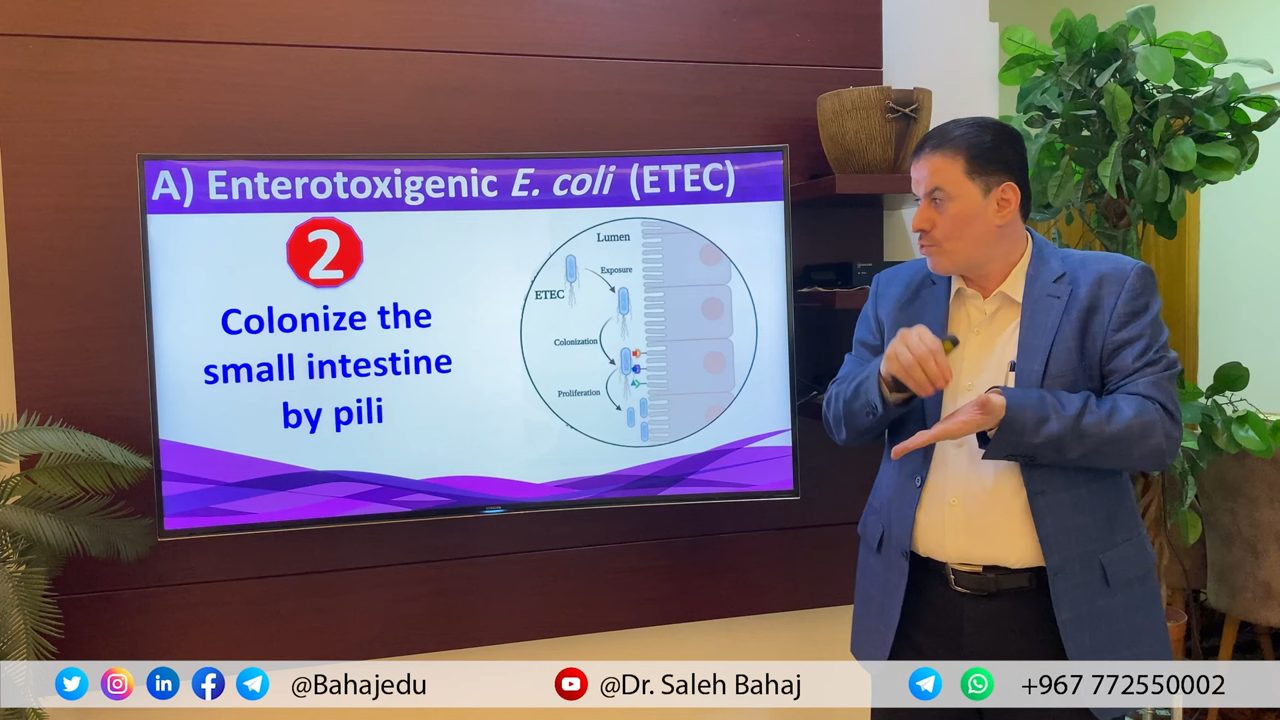 A) Enterotoxigenic E. coli (ETEC)
2
Colonize the
small intestine
by pili
Lumen
Exposure
ETEC
Colonization
Proliferation
@Bahajedu
@Dr. Saleh Bahaj
+967 772550002